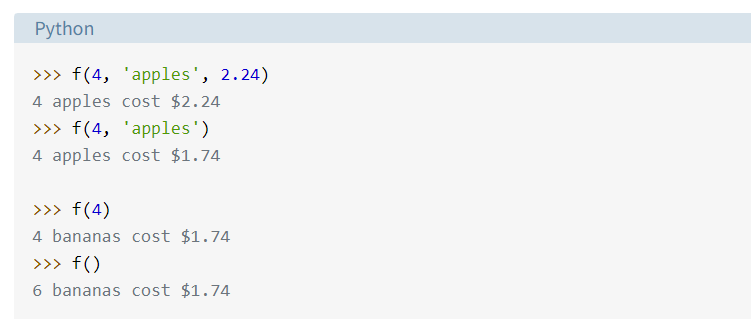 Python
>>> f(4, 'apples', 2.24)
4 apples cost $2.24
>>> f(4, 'apples')
4 apples cost $1.74
>>> f(4)
4 bananas cost $1.74
>>> f()
6 bananas cost $1.74